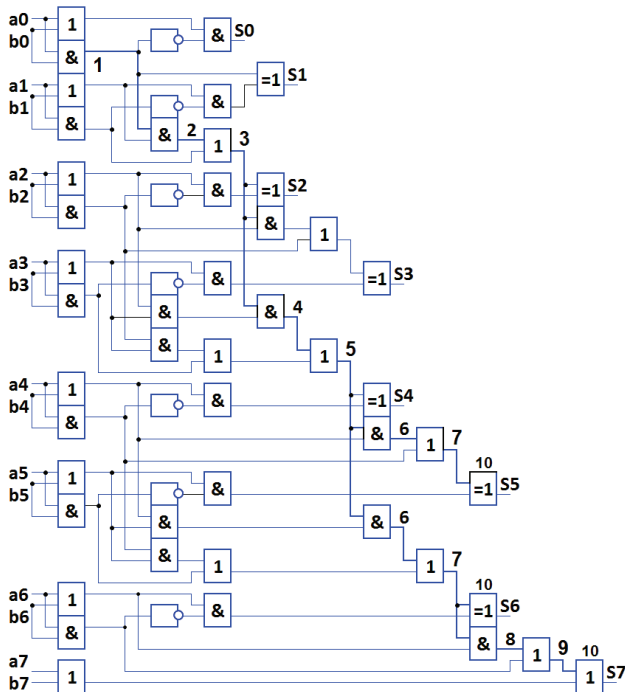 a0 1 & S0
b0
& 1
=1 S1
a1 1 &
b1
& & 2 1 3
a2 1 & =1 S2
b2
& & 1
a3 1 & =1 S3
b3
& & & 4
& 1 1 5
a4 1 & =1 S4
b4
& & 6 1 7
10
a5 1 & =1 S5
b5
& & & 6
& 1 1 7
10
a6 1 & =1 S6
b6
& & 8 1 9 10
a7 1 1 S7
b7